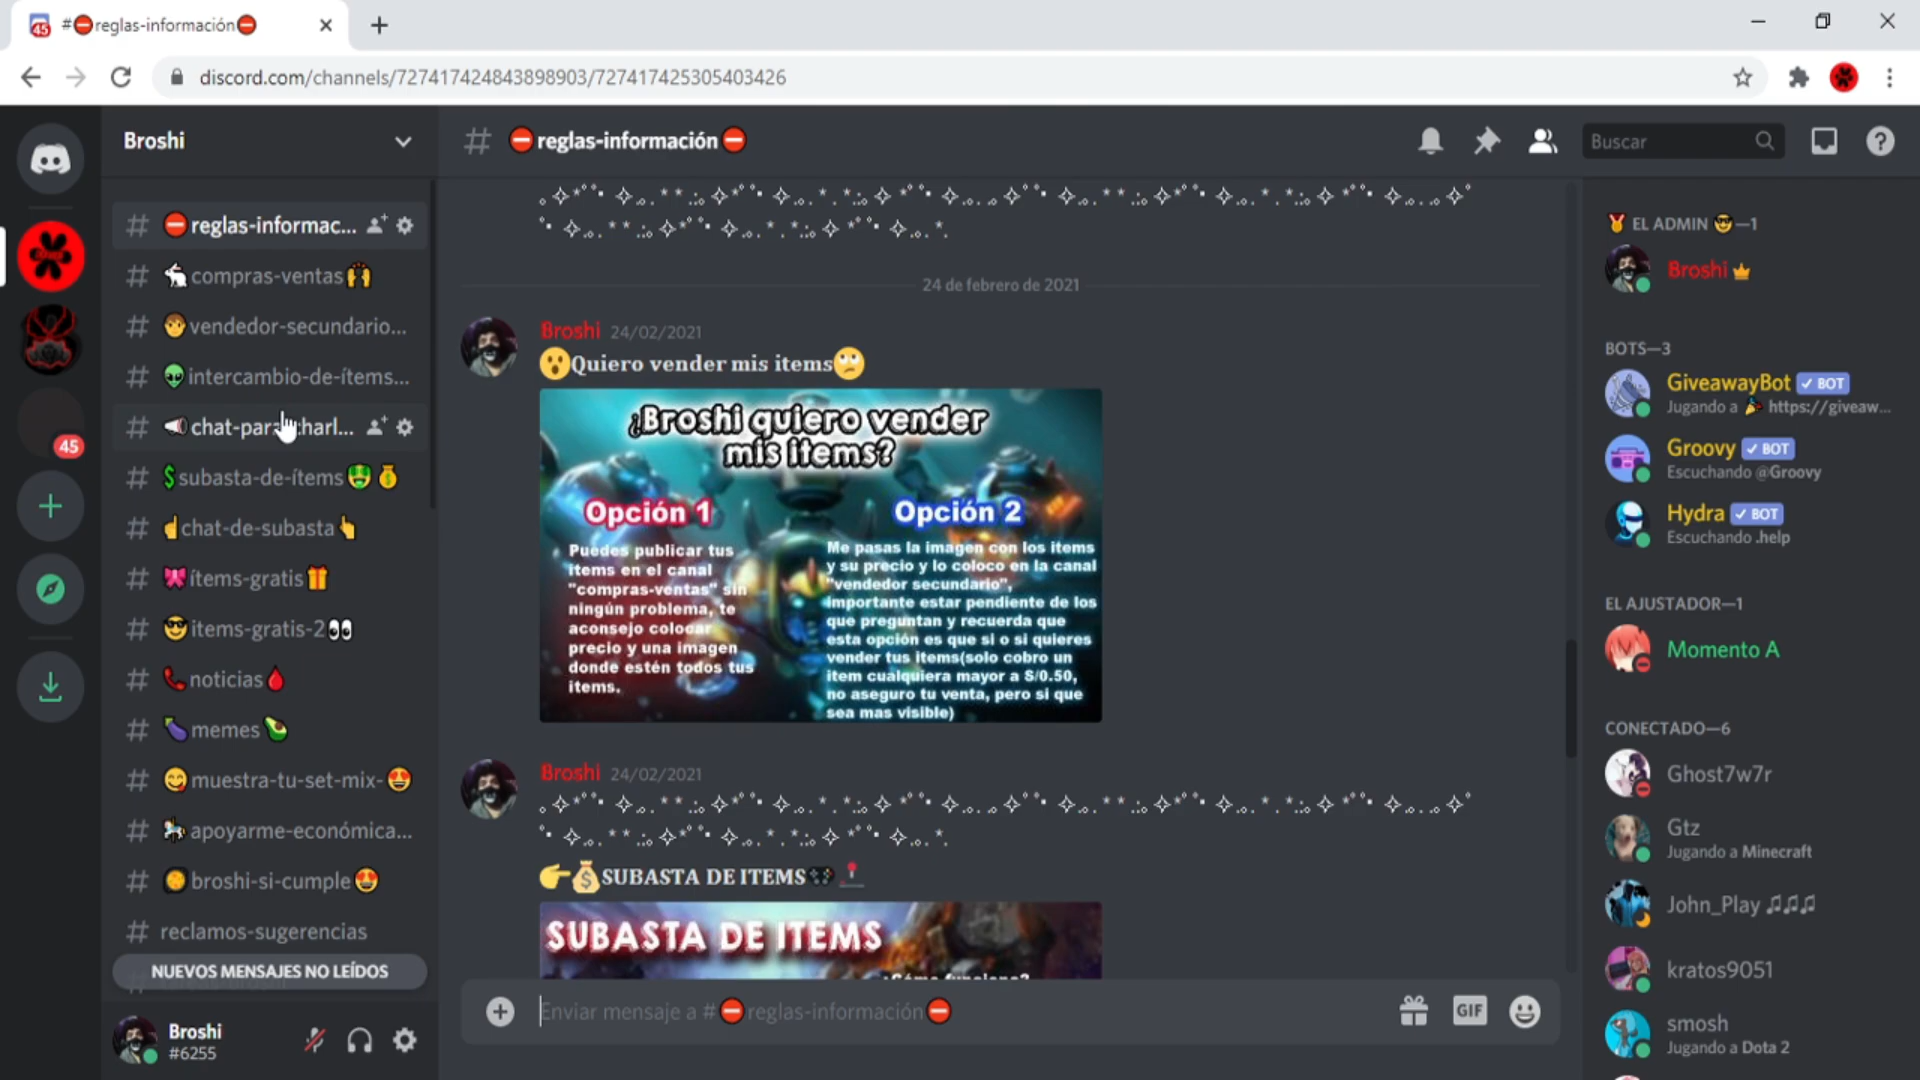 45
#⛔reglas-información⛔
discord.com/channels/727417424843898903/727417425305403426
Broshi
# ⛔reglas-información⛔
Buscar
# ⛔reglas-informac...
# 🐇compras-ventas🙌
# 👨vendedor-secundario...
# 👽intercambio-de-ítems...
# 📢chat-para-charl...
45
# 💲subasta-de-ítems🤑💰
# ☝chat-de-subasta👆
# 🎀ítems-gratis🎁
# 😎items-gratis-2👀
# 📞noticias🩸
# 🍆memes🥑
# 😋muestra-tu-set-mix-😍
# 🎠apoyarme-económica...
# 🥘broshi-si-cumple😍
# reclamos-sugerencias
NUEVOS MENSAJES NO LEÍDOS
Broshi
#6255
24 de febrero de 2021
Broshi 24/02/2021
😮Quiero vender mis items🙄
¿Broshi quiero vender
mis items?
Opción 1
Puedes publicar tus
items en el canal
"compras-ventas" sin
ningún problema, te
aconsejo colocar
precio y una imagen
donde estén todos tus
items.
Opción 2
Me pasas la imagen con los items
y su precio y lo coloco en la canal
"vendedor secundario",
importante estar pendiente de los
que preguntan y recuerda que
esta opción es que si o si quieres
vender tus items(solo cobro un
item cualquiera mayor a S/0.50,
no aseguro tu venta, pero si que
sea mas visible)
Broshi 24/02/2021
👉💰SUBASTA DE ITEMS🎮🕹
SUBASTA DE ITEMS
¿Cómo funciona?
Enviar mensaje a #⛔reglas-información⛔
GIF
🏅 EL ADMIN 😎—1
Broshi
BOTS—3
GiveawayBot ✓ BOT
Jugando a 🎉 https://giveaw...
Groovy ✓ BOT
Escuchando @Groovy
Hydra ✓ BOT
Escuchando .help
EL AJUSTADOR—1
Momento A
CONECTADO—6
Ghost7w7r
Gtz
Jugando a Minecraft
John_Play ♫♫♫
kratos9051
smosh
Jugando a Dota 2